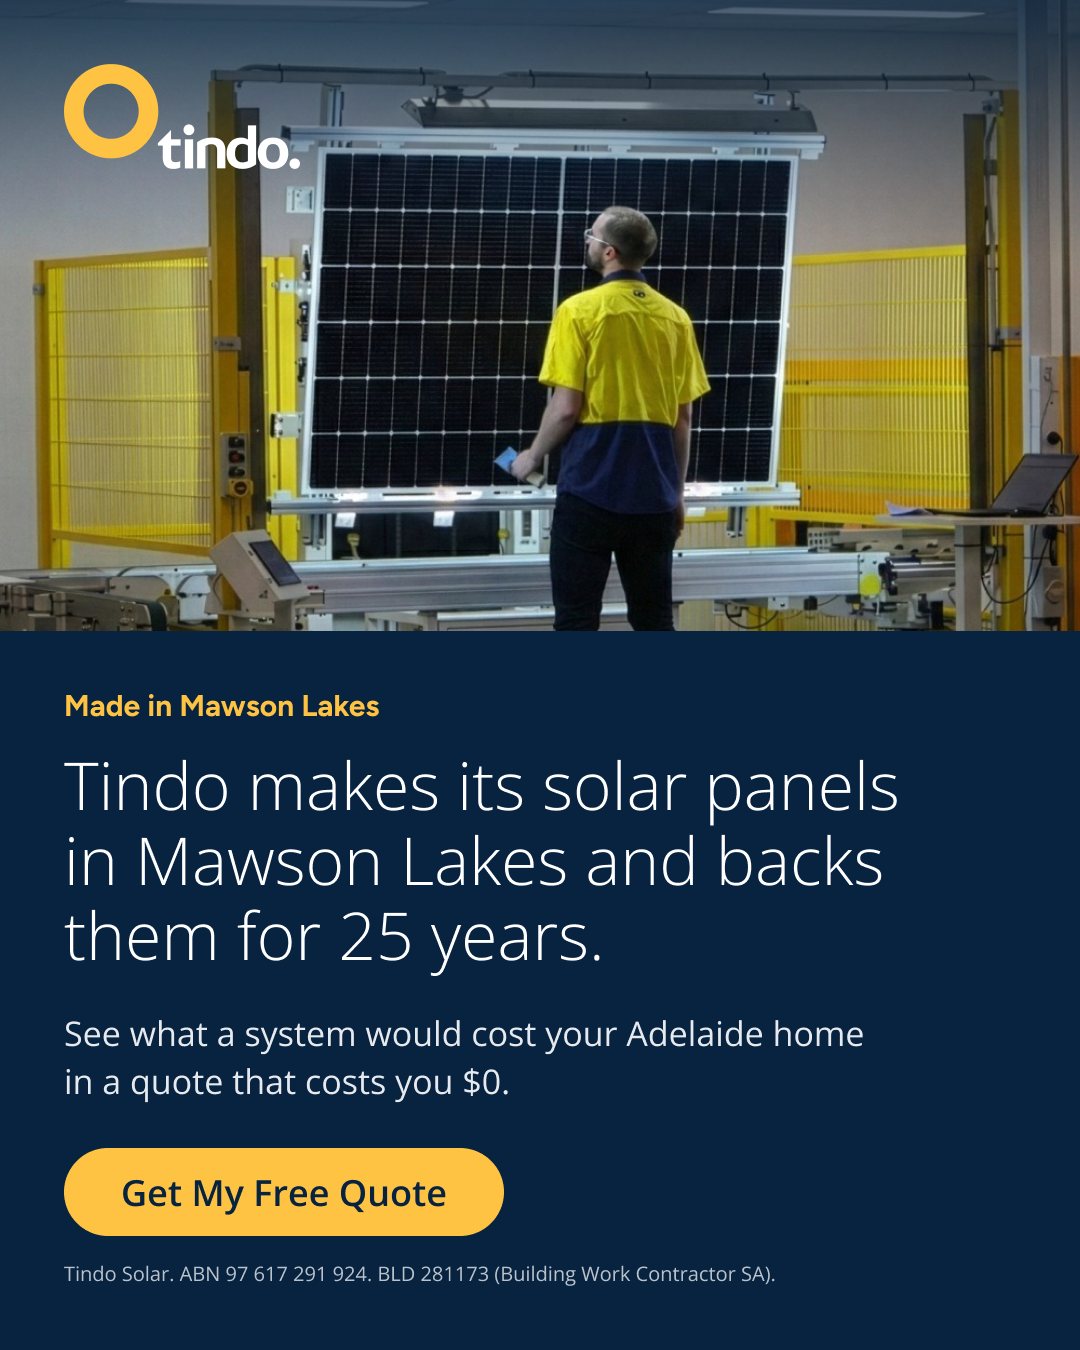 tindo.
Made in Mawson Lakes
Tindo makes its solar panels
in Mawson Lakes and backs
them for 25 years.
See what a system would cost your Adelaide home
in a quote that costs you $0.
Get My Free Quote
Tindo Solar. ABN 97 617 291 924. BLD 281173 (Building Work Contractor SA).